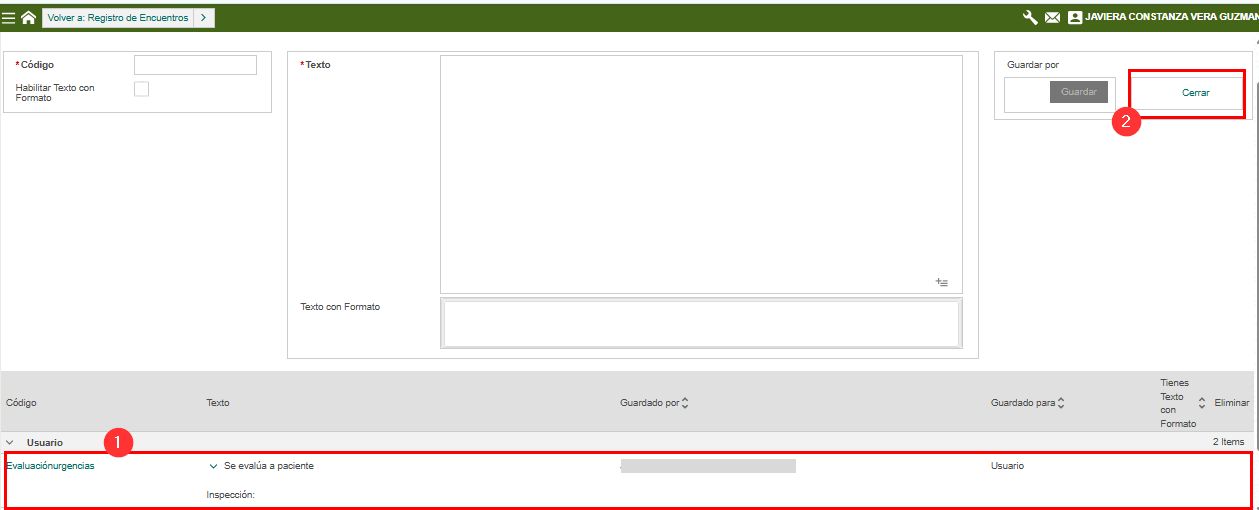 Volver a: Registro de Encuentros >
JAVIERA CONSTANZA VERA GUZMAN
*Código
Habilitar Texto con
Formato
*Texto
Texto con Formato
Guardar por
Guardar
Cerrar
2
Código
Texto
Guardado por
Guardado para
Tienes
Texto
con
Formato
Eliminar
Usuario
1
2 Items
Evaluaciónurgencias
Se evalúa a paciente
Usuario
Inspección: